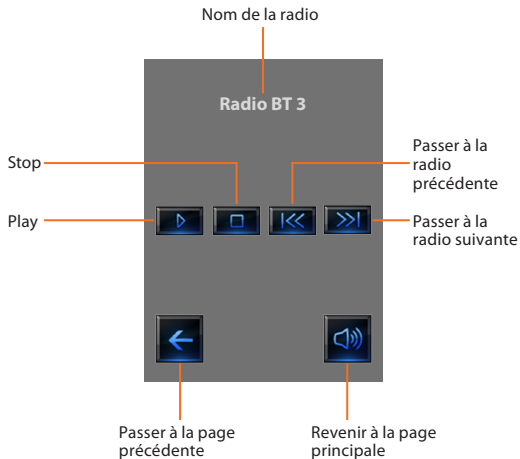 Nom de la radio
Radio BT 3
Passer à la
radio
précédente
Stop
Play
Passer à la
radio suivante
Passer à la page
précédente
Revenir à la page
principale